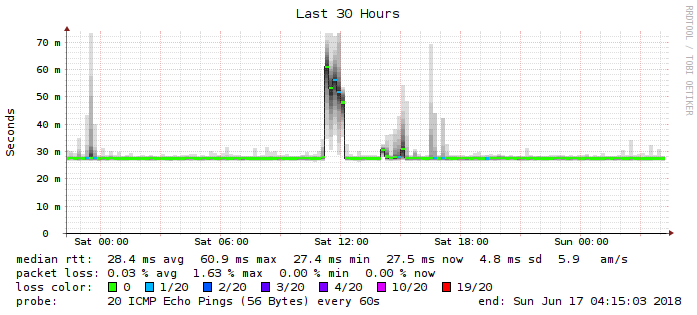 Last 30 Hours
RRDTOOL / TOBI OETIKER
Seconds
70 m
60 m
50 m
40 m
30 m
20 m
10 m
0
Sat 00:00 Sat 06:00 Sat 12:00 Sat 18:00 Sun 00:00
median rtt: 28.4 ms avg 60.9 ms max 27.4 ms min 27.5 ms now 4.8 ms sd 5.9 am/s
packet loss: 0.03 % avg 1.63 % max 0.00 % min 0.00 % now
loss color: 0 1/20 2/20 3/20 4/20 10/20 19/20
probe: 20 ICMP Echo Pings (56 Bytes) every 60s end: Sun Jun 17 04:15:03 2018